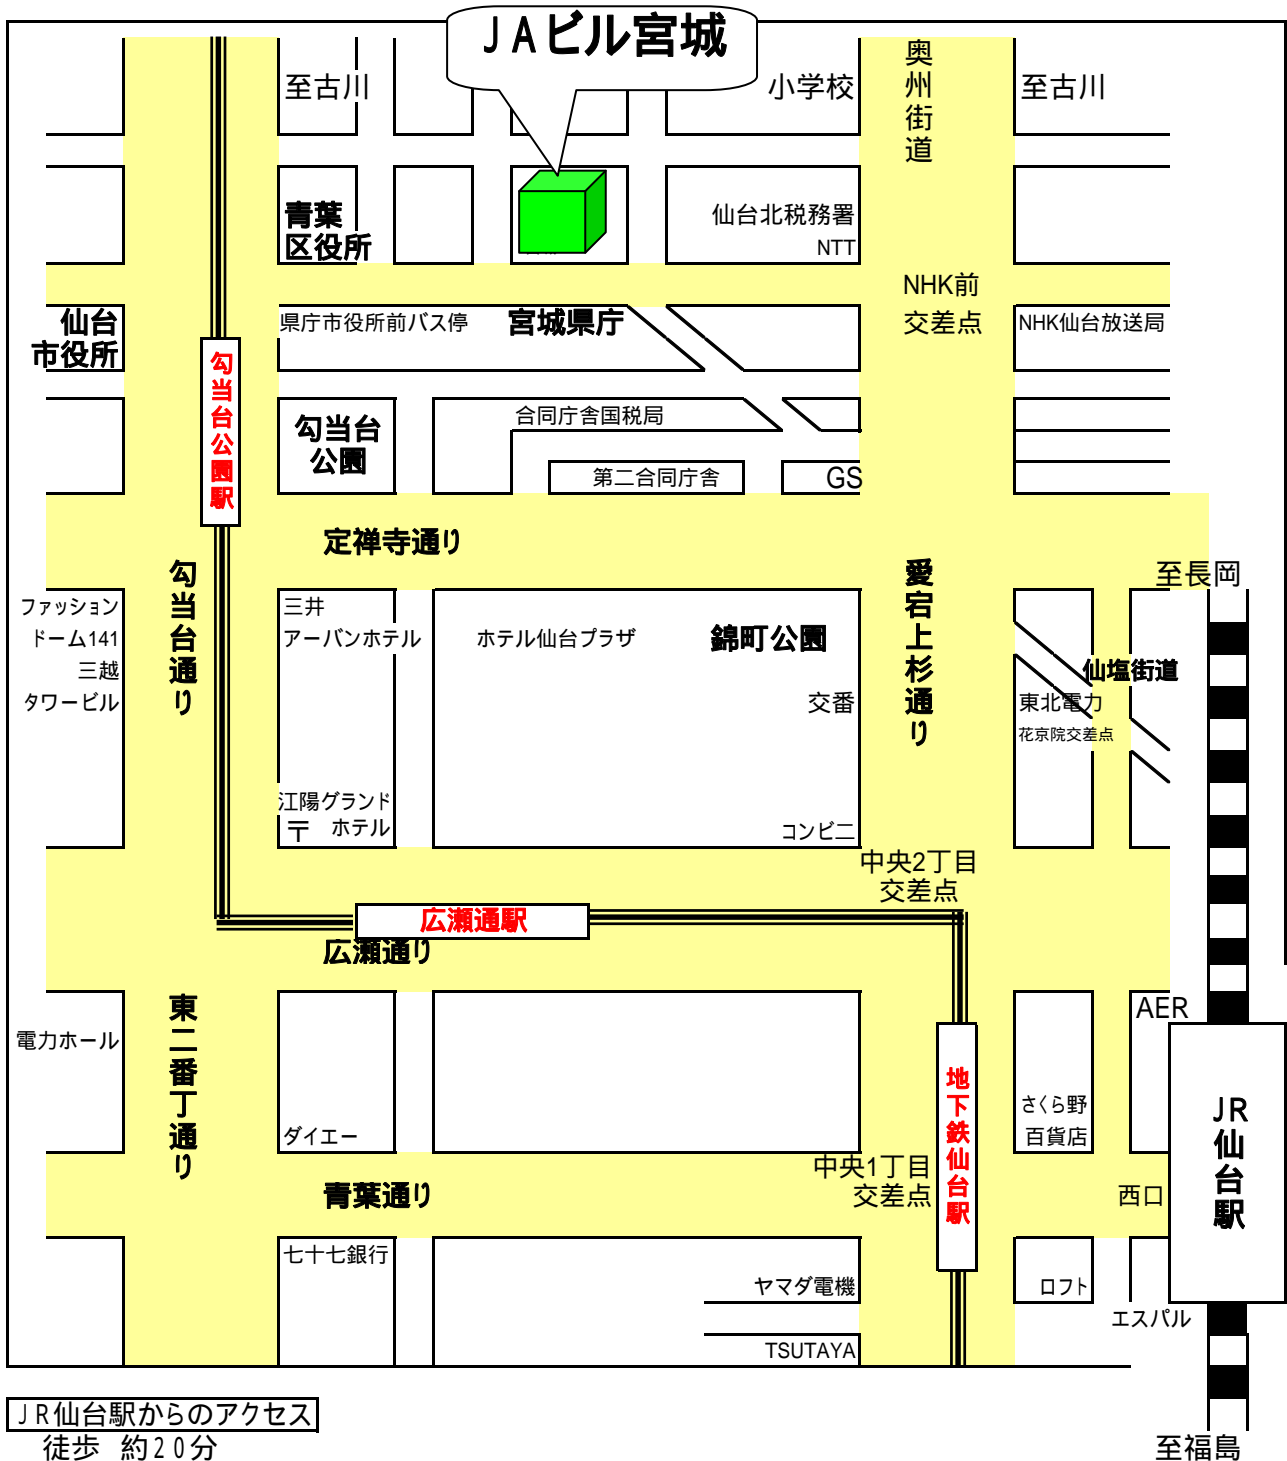 ＪＡビル宮城
至古川
小学校
奥州街道
至古川
青葉
区役所
仙台北税務署
NTT
NHK前
交差点
仙台
市役所
県庁市役所前バス停
宮城県庁
NHK仙台放送局
勾当台公園駅
勾当台
公園
合同庁舎国税局
第二合同庁舎
GS
定禅寺通り
勾当台通り
愛宕上杉通り
至長岡
ファッション
ドーム141
三越
タワービル
三井
アーバンホテル
ホテル仙台プラザ
錦町公園
交番
仙塩街道
東北電力
花京院交差点
江陽グランド
〒 ホテル
コンビニ
中央2丁目
交差点
広瀬通駅
広瀬通り
東二番丁通り
電力ホール
AER
地下鉄仙台駅
さくら野
百貨店
JR仙台駅
ダイエー
中央1丁目
交差点
青葉通り
西口
七十七銀行
ヤマダ電機
ロフト
エスパル
TSUTAYA
ＪＲ仙台駅からのアクセス
徒歩 約２０分
至福島